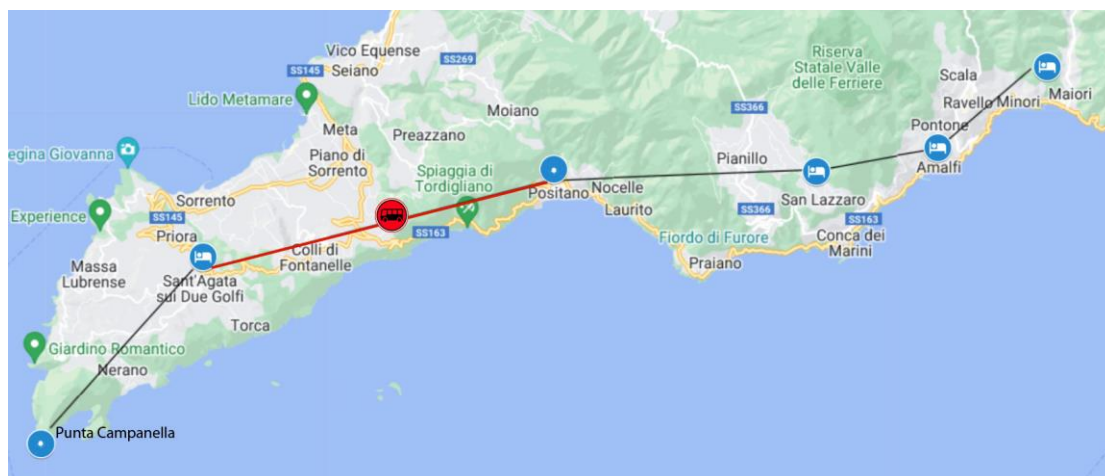 Vico Equense
SS145
Seiano
SS269
Lido Metamare
Moiano
Riserva
Statale Valle
delle Ferriere
Scala
Maiori
Ravello Minori
SS366
Pontone
Meta
Preazzano
Piano di
Sorrento
egina Giovanna
Spiaggia di
Tordigliano
Pianillo
Amalfi
Positano
Nocelle
San Lazzaro
Sorrento
Experience
SS145
Priora
SS163
Laurito
SS366
SS163
Colli di
Fontanelle
Fiordo di Furore
Conca dei
Marini
Massa
Lubrense
Sant'Agata
sui Due Golfi
Praiano
Torca
Giardino Romantico
Nerano
Punta Campanella